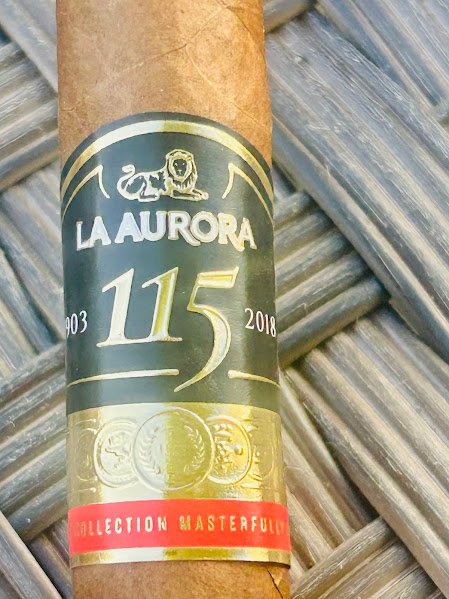 LA AURORA
115
903 2018
COLLECTION MASTERFULLY